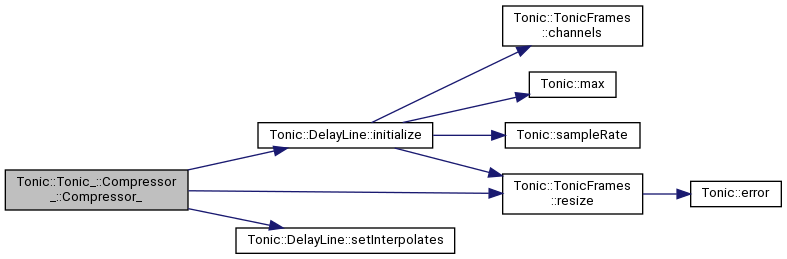 Tonic::TonicFrames
::channels
Tonic::max
Tonic::DelayLine::initialize
Tonic::sampleRate
Tonic::Tonic_::Compressor
_::Compressor_
Tonic::TonicFrames
::resize
Tonic::error
Tonic::DelayLine::setInterpolates